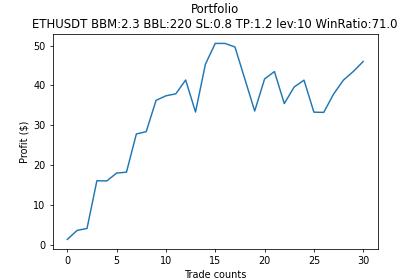 Portfolio
ETHUSDT BBM:2.3 BBL:220 SL:0.8 TP:1.2 lev:10 WinRatio:71.0
50
40
30
20
10
0
Profit ($)
0 5 10 15 20 25 30
Trade counts